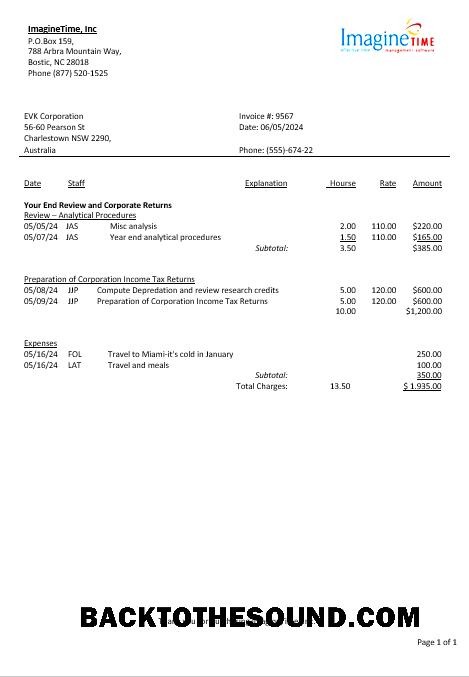 ImagineTime, Inc
P.O.Box 159,
788 Arbra Mountain Way,
Bostic, NC 28018
Phone (877) 520-1525
Imagine TIME
effective time management software
EVK Corporation Invoice #: 9567
56-60 Pearson St Date: 06/05/2024
Charlestown NSW 2290,
Australia Phone: (555)-674-22
Date Staff Explanation Hourse Rate Amount
Your End Review and Corporate Returns
Review – Analytical Procedures
05/05/24 JAS Misc analysis 2.00 110.00 $220.00
05/07/24 JAS Year end analytical procedures 1.50 110.00 $165.00
Subtotal: 3.50 $385.00
Preparation of Corporation Income Tax Returns
05/08/24 JJP Compute Depredation and review research credits 5.00 120.00 $600.00
05/09/24 JJP Preparation of Corporation Income Tax Returns 5.00 120.00 $600.00
10.00 $1,200.00
Expenses
05/16/24 FOL Travel to Miami-it's cold in January 250.00
05/16/24 LAT Travel and meals 100.00
Subtotal: 350.00
Total Charges: 13.50 $ 1.935.00
BACKTOTHESOUND.COM
Page 1 of 1